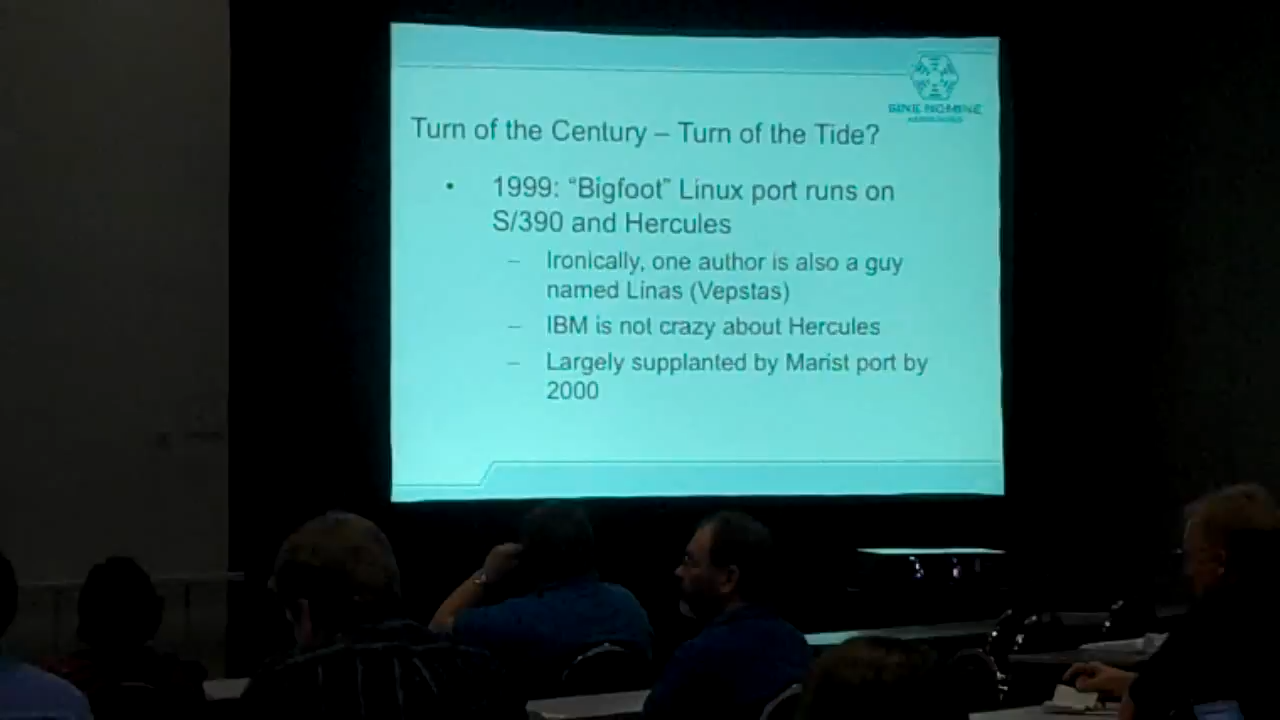 SINE NOMINE
ASSOCIATES
Turn of the Century – Turn of the Tide?
• 1999: “Bigfoot” Linux port runs on
S/390 and Hercules
– Ironically, one author is also a guy
named Linas (Vepstas)
– IBM is not crazy about Hercules
– Largely supplanted by Marist port by
2000